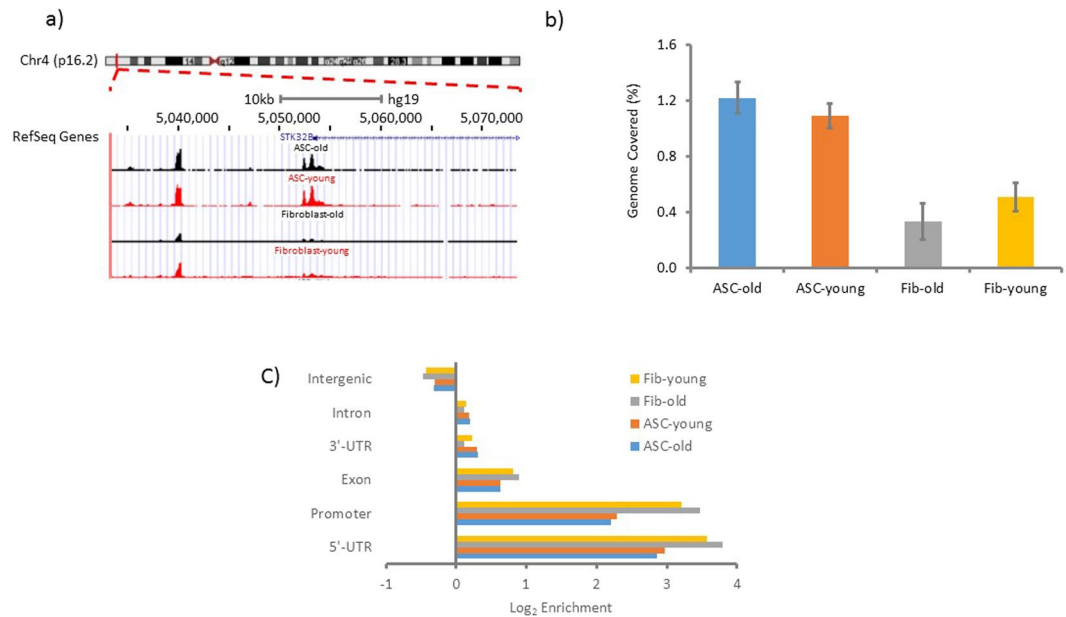 a)
Chr4 (p16.2)
10kb hg19
5,040,000 5,050,000 5,060,000 5,070,000
RefSeq Genes
STK32B
ASC-old
ASC-young
Fibroblast-old
Fibroblast-young
b)
Genome Covered (%)
1.6
1.2
0.8
0.4
0.0
ASC-old ASC-young Fib-old Fib-young
C)
Intergenic
Intron
3'-UTR
Exon
Promoter
5'-UTR
Fib-young
Fib-old
ASC-young
ASC-old
-1 0 1 2 3 4
Log₂ Enrichment